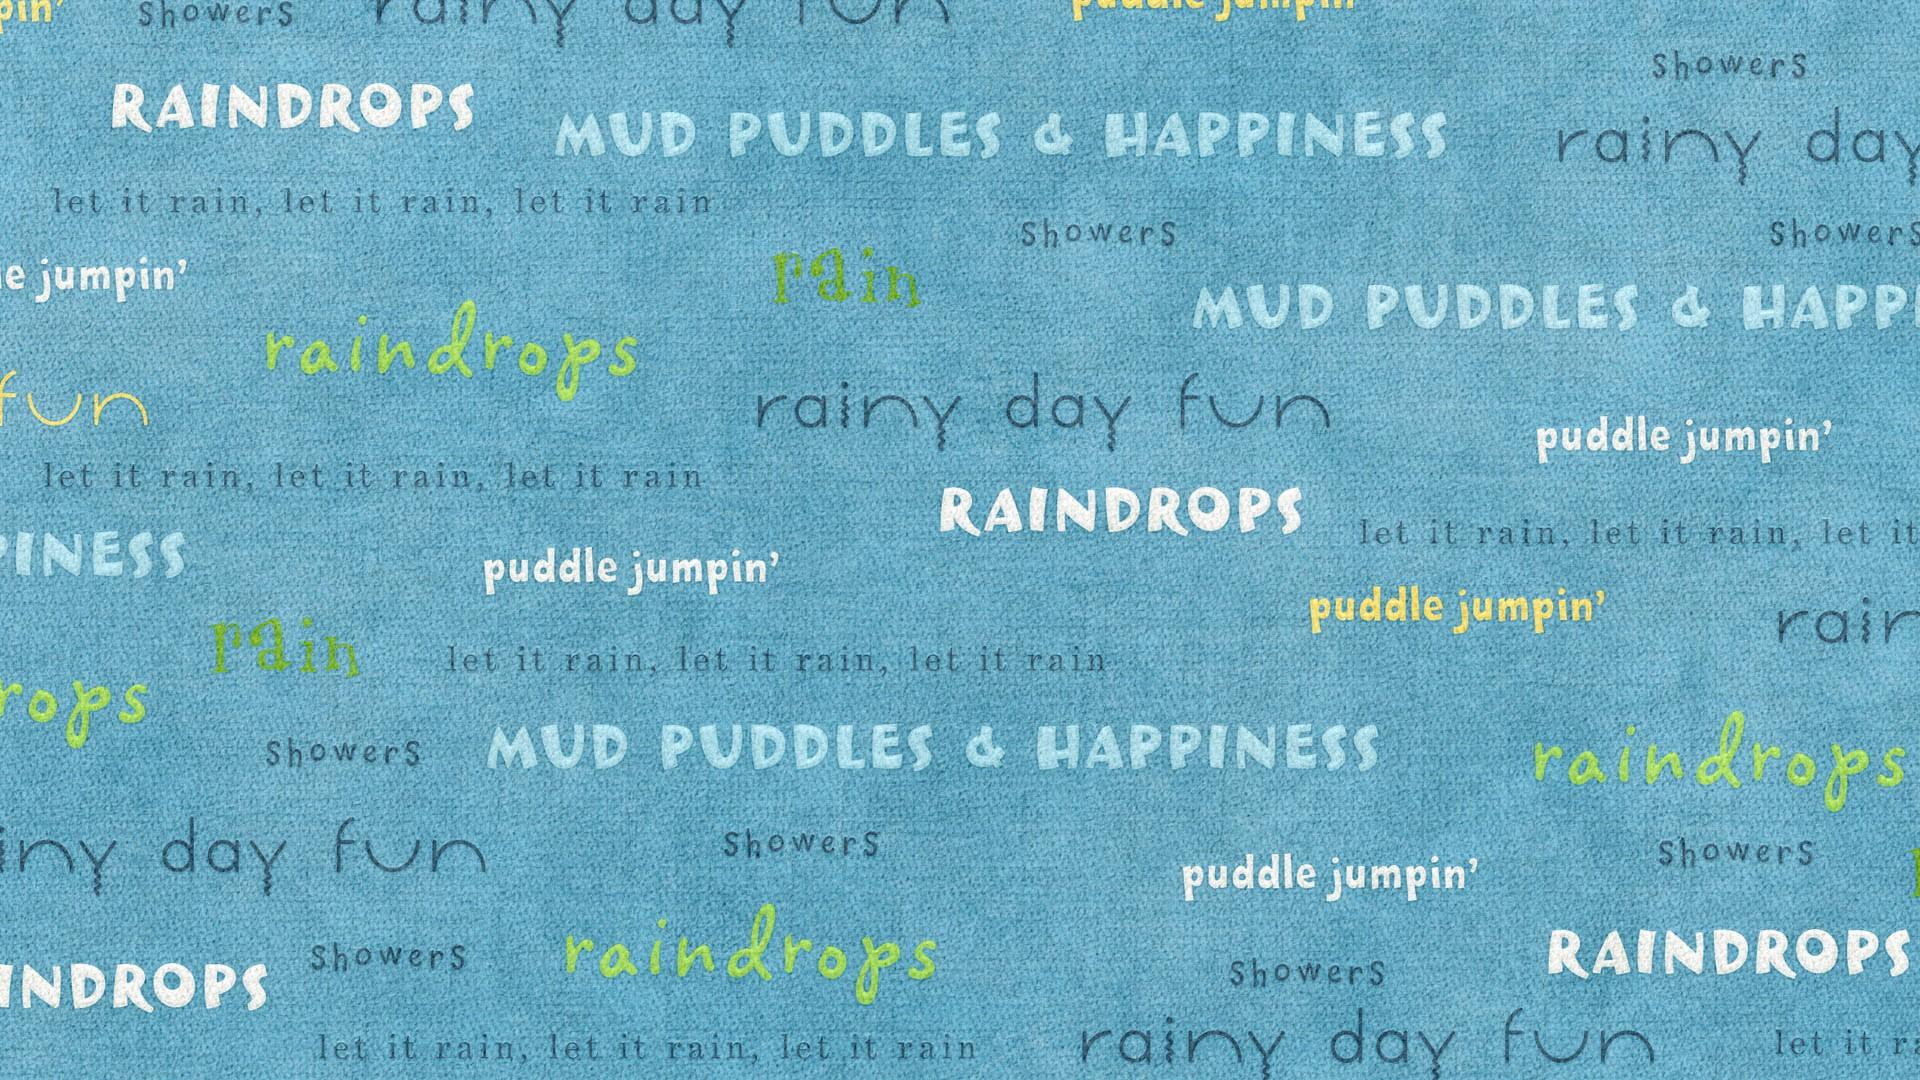 pin’ showers rainy day fun puddle jumpin’
showers
RAINDROPS MUD PUDDLES & HAPPINESS rainy day
let it rain, let it rain, let it rain
showers showers
le jumpin’ rain
MUD PUDDLES & HAPPI
raindrops
fun rainy day fun
puddle jumpin’
let it rain, let it rain, let it rain
RAINDROPS
let it rain, let it rain, let it
PINESS puddle jumpin’
puddle jumpin’ rain
rain let it rain, let it rain, let it rain
rops
showers MUD PUDDLES & HAPPINESS raindrops
iny day fun showers showers
puddle jumpin’
raindrops RAINDROPS
INDROPS showers showers
let it rain, let it rain, let it rain rainy day fun let it ra